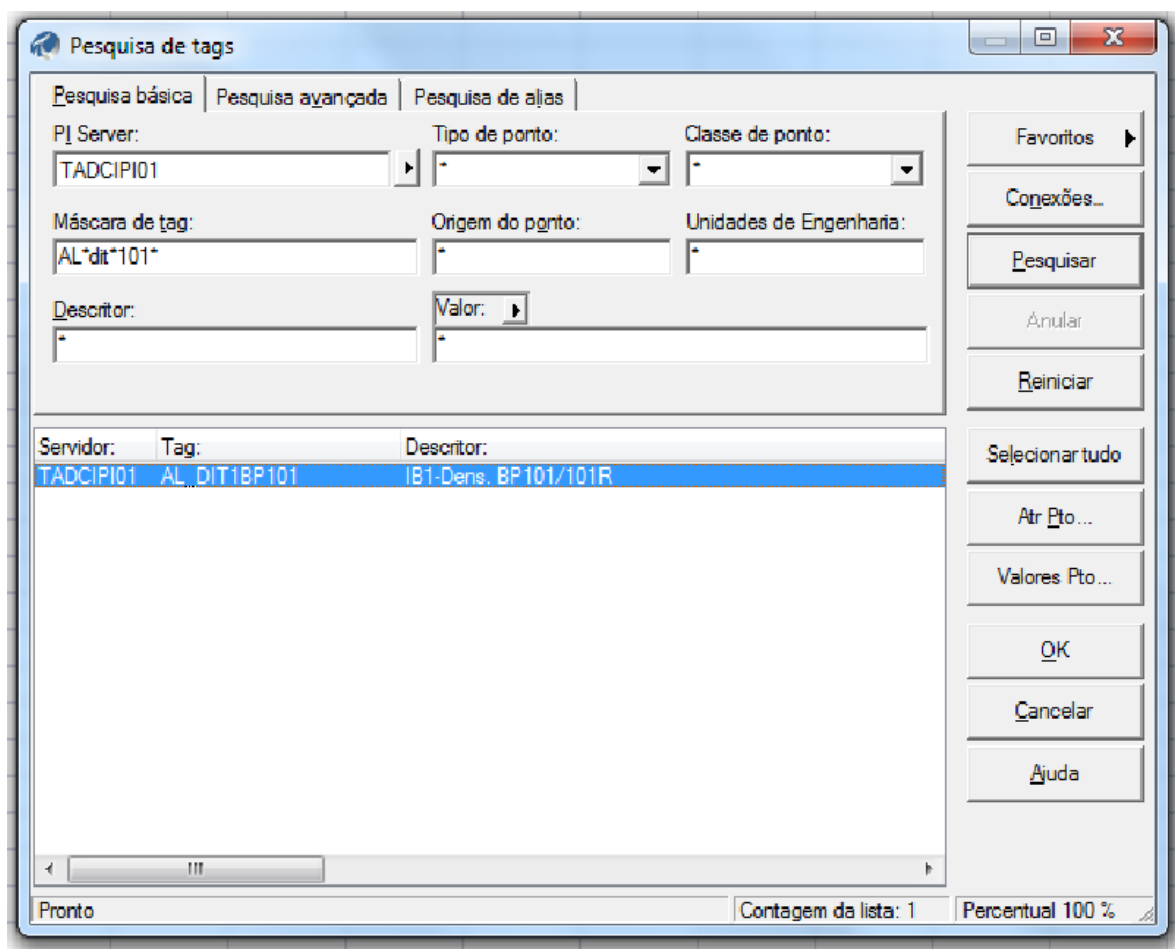 Pesquisa de tags
Pesquisa básica Pesquisa avançada Pesquisa de alias
PI Server: Tipo de ponto: Classe de ponto:
TADCIPI01 * *
Máscara de tag: Origem do ponto: Unidades de Engenharia:
AL*dit*101* * *
Descritor: Valor:
* *
Favoritos
Conexões...
Pesquisar
Anular
Reiniciar
Selecionar tudo
Atr Pto...
Valores Pto...
OK
Cancelar
Ajuda
Servidor: Tag: Descritor:
TADCIPI01 AL_DIT1BP101 IB1-Dens. BP101/101R
Pronto Contagem da lista: 1 Percentual 100 %